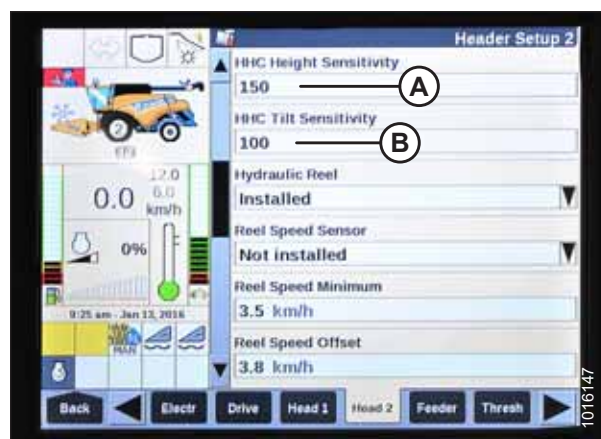 Header Setup 2
HHC Height Sensitivity
150
A
HHC Tilt Sensitivity
100
B
Hydraulic Reel
Installed
Reel Speed Sensor
Not installed
Reel Speed Minimum
3.5 km/h
Reel Speed Offset
3.8 km/h
2
12.0
6.0
0.0
km/h
0%
9:25 am - Jan 13, 2016
MAN
Back
Electr
Drive
Head 1
Head 2
Feeder
Thresh
1016147